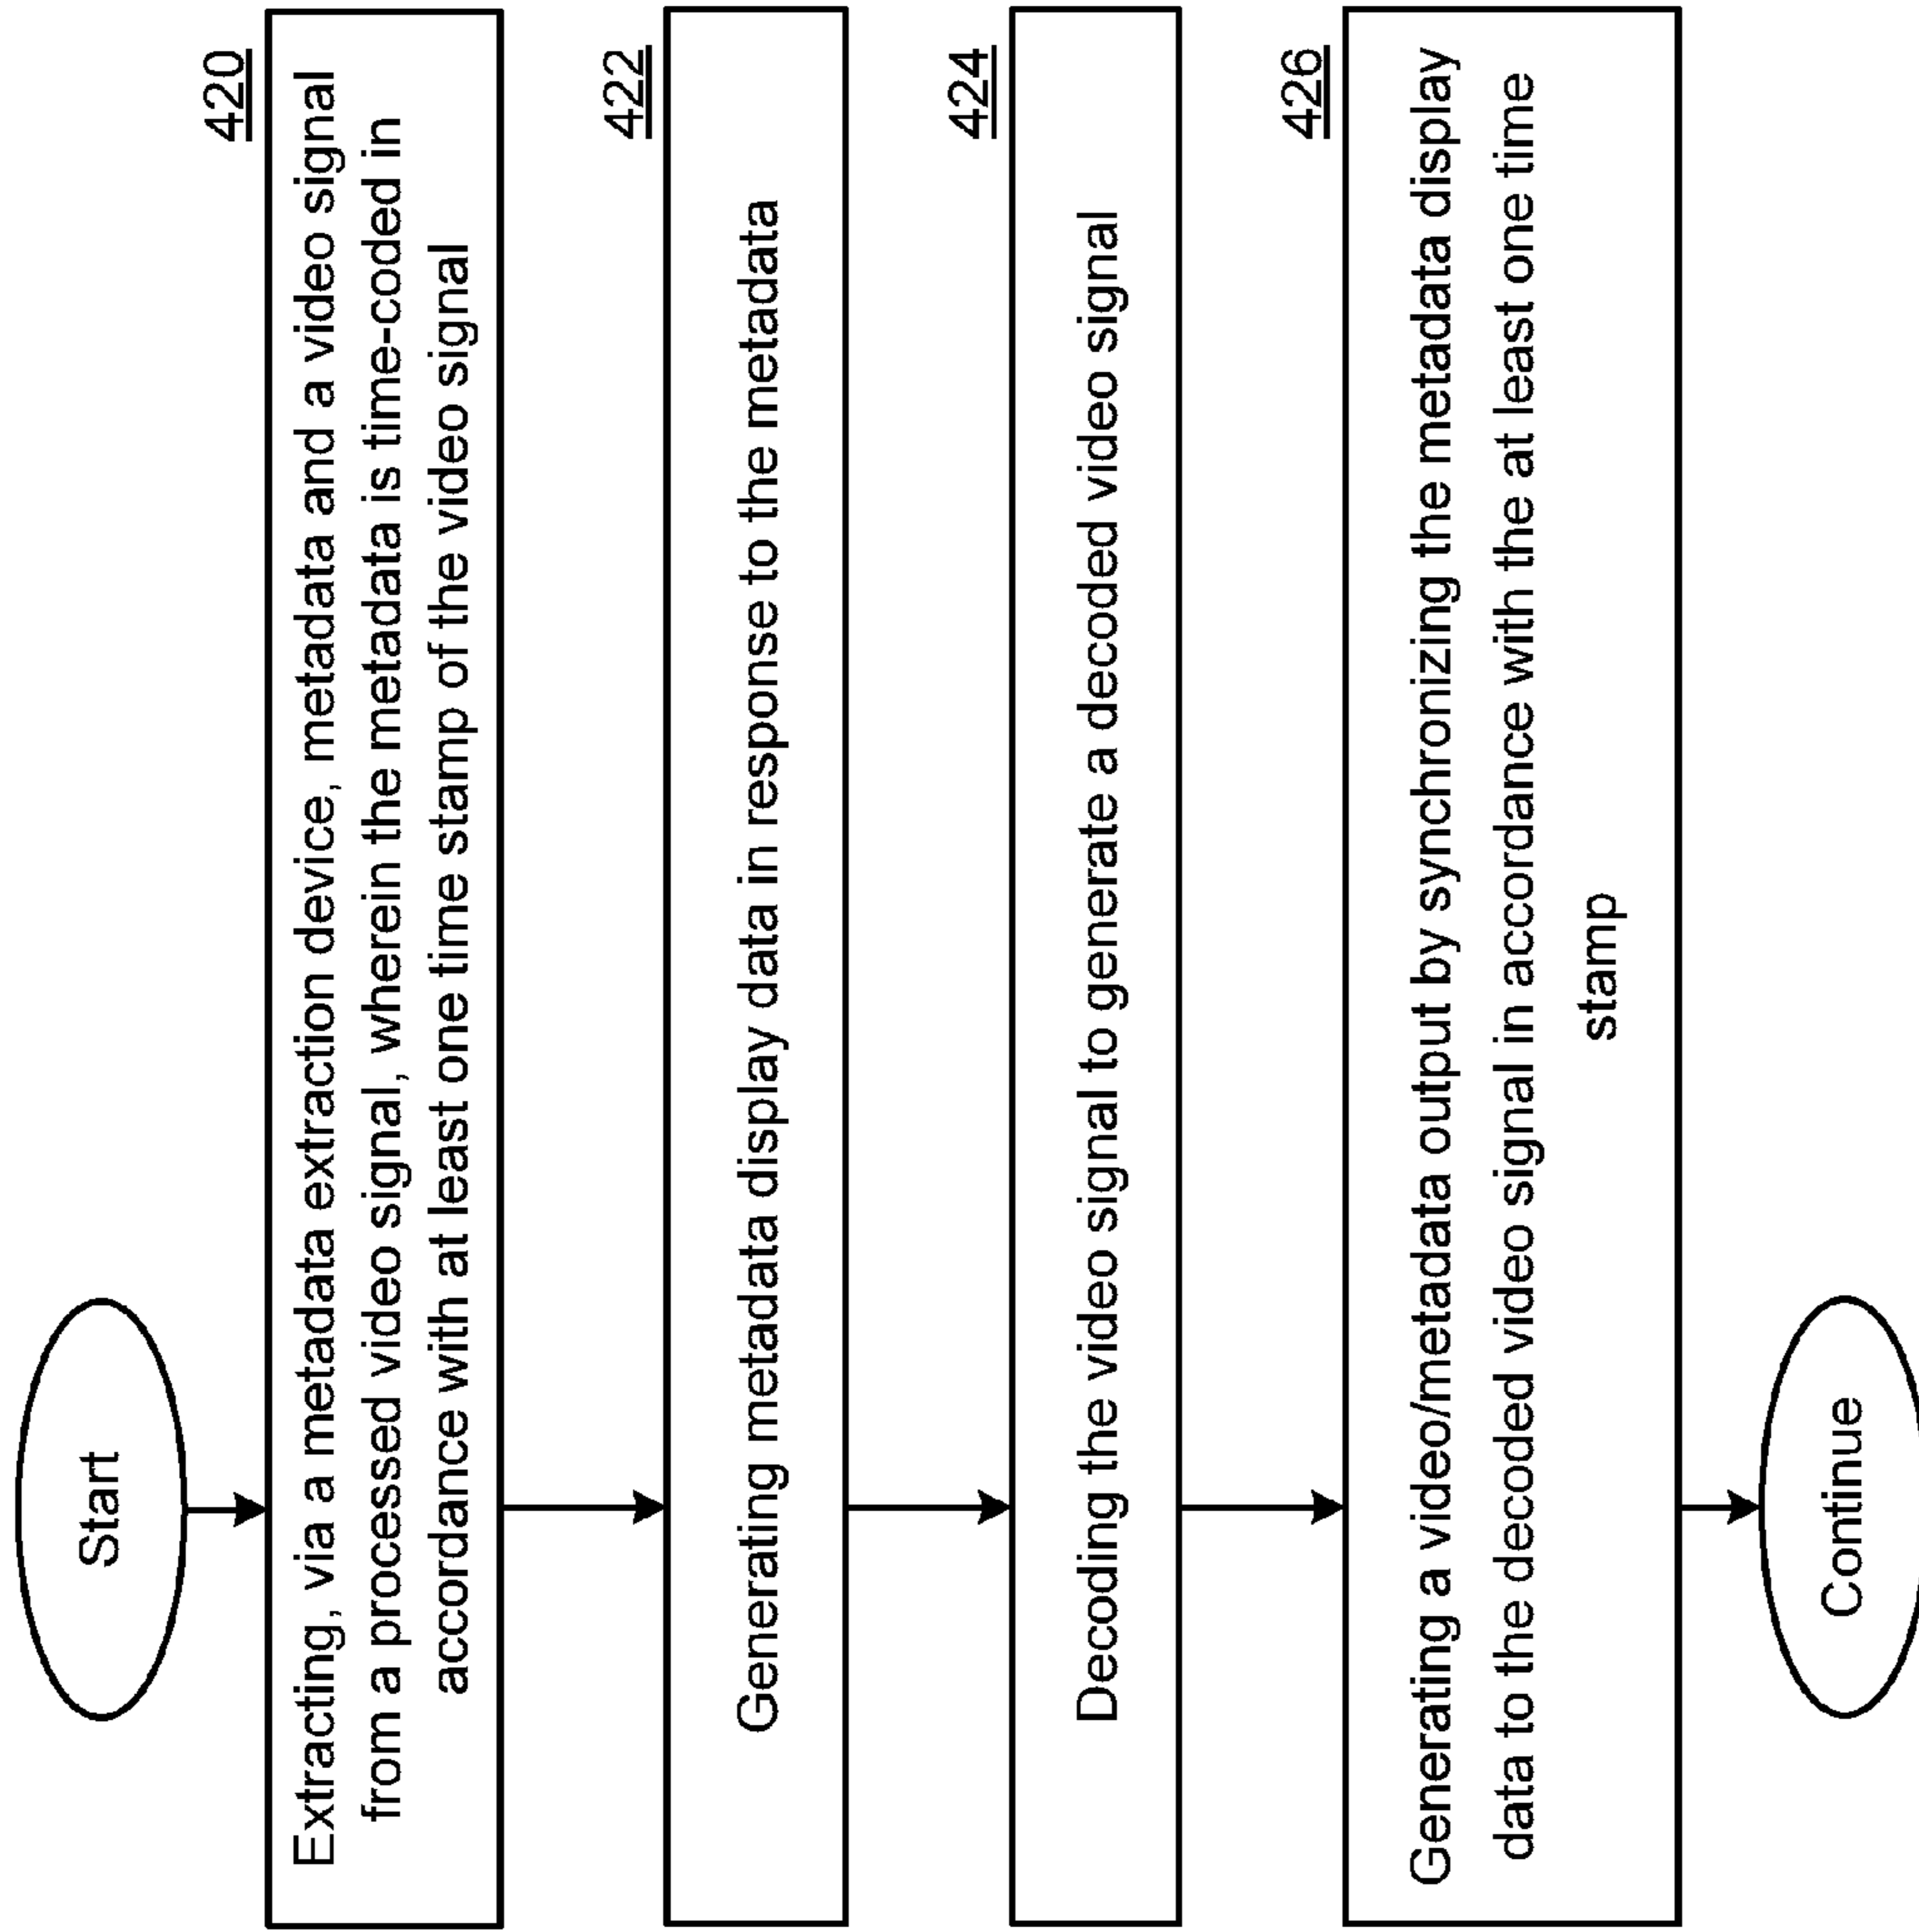 Start
420
Extracting, via a metadata extraction device, metadata and a video signal
from a processed video signal, wherein the metadata is time-coded in
accordance with at least one time stamp of the video signal
422
Generating metadata display data in response to the metadata
424
Decoding the video signal to generate a decoded video signal
426
Generating a video/metadata output by synchronizing the metadata display
data to the decoded video signal in accordance with the at least one time
stamp
Continue